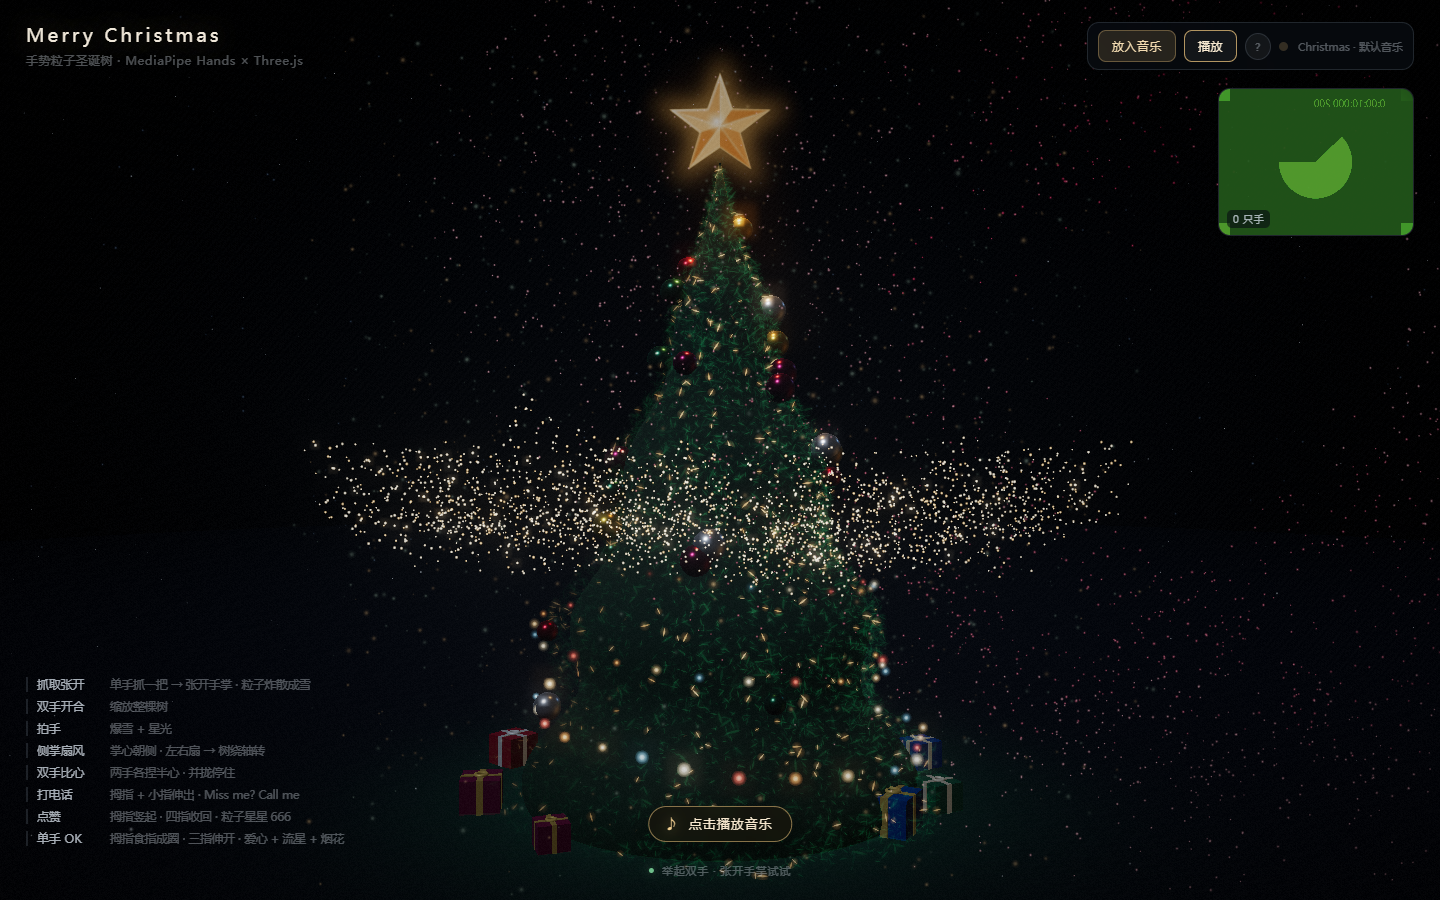 Merry Christmas
手势粒子圣诞树 · MediaPipe Hands × Three.js
放入音乐
播放
?
Christmas · 默认音乐
0 只手
抓取张开 单手抓一把 → 张开手掌 · 粒子炸散成雪
双手开合 缩放整棵树
拍手 爆雪 + 星光
侧掌扇风 掌心朝侧 · 左右扇 → 树绕轴转
双手比心 两手各捏半心 · 并拢停住
打电话 拇指 + 小指伸出 · Miss me? Call me
点赞 拇指竖起 · 四指收回 · 粒子星星 666
单手 OK 拇指食指成圈 · 三指伸开 · 爱心 + 流星 + 烟花
♪ 点击播放音乐
举起双手 · 张开手掌试试